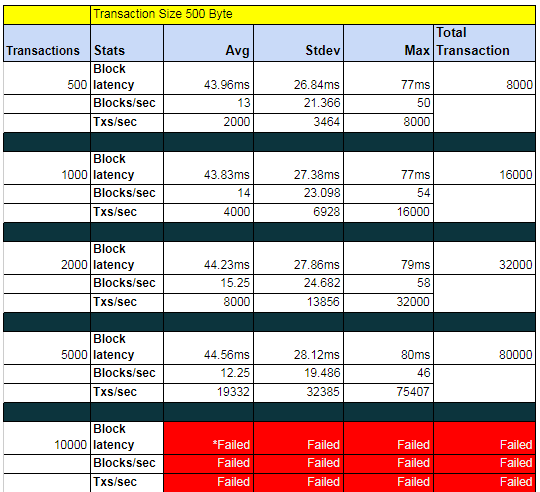 Transaction Size 500 Byte
Transactions Stats Avg Stdev Max Total Transaction
500 Block latency 43.96ms 26.84ms 77ms 8000
Blocks/sec 13 21.366 50
Txs/sec 2000 3464 8000
1000 Block latency 43.83ms 27.38ms 77ms 16000
Blocks/sec 14 23.098 54
Txs/sec 4000 6928 16000
2000 Block latency 44.23ms 27.86ms 79ms 32000
Blocks/sec 15.25 24.682 58
Txs/sec 8000 13856 32000
5000 Block latency 44.56ms 28.12ms 80ms 80000
Blocks/sec 12.25 19.486 46
Txs/sec 19332 32385 75407
10000 Block latency *Failed Failed Failed Failed
Blocks/sec Failed Failed Failed Failed
Txs/sec Failed Failed Failed Failed